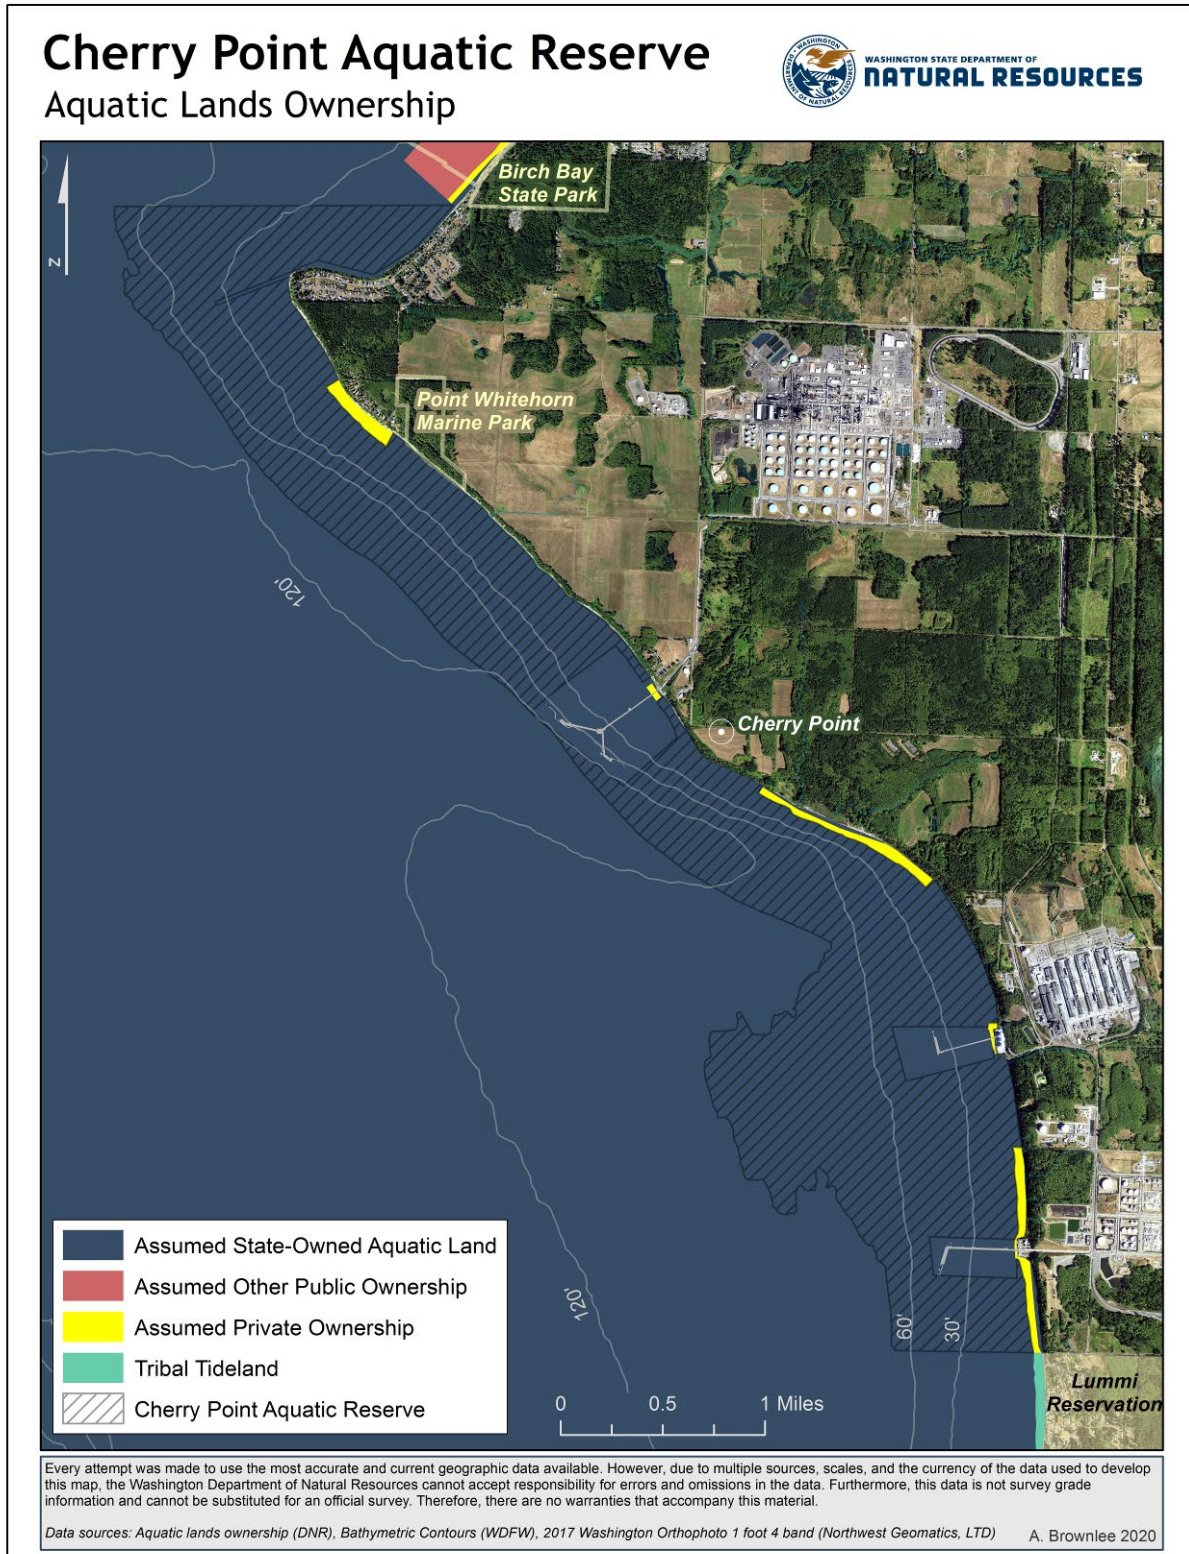 Cherry Point Aquatic Reserve
Aquatic Lands Ownership
WASHINGTON STATE DEPARTMENT OF
NATURAL RESOURCES
WASHINGTON
DEPARTMENT OF NATURAL RESOURCES
Birch Bay
State Park
N
Point Whitehorn
Marine Park
120'
Cherry Point
120'
60'
30'
Assumed State-Owned Aquatic Land
Assumed Other Public Ownership
Assumed Private Ownership
Tribal Tideland
Cherry Point Aquatic Reserve
0 0.5 1 Miles
Lummi
Reservation
Every attempt was made to use the most accurate and current geographic data available. However, due to multiple sources, scales, and the currency of the data used to develop
this map, the Washington Department of Natural Resources cannot accept responsibility for errors and omissions in the data. Furthermore, this data is not survey grade
information and cannot be substituted for an official survey. Therefore, there are no warranties that accompany this material.
Data sources: Aquatic lands ownership (DNR), Bathymetric Contours (WDFW), 2017 Washington Orthophoto 1 foot 4 band (Northwest Geomatics, LTD) A. Brownlee 2020